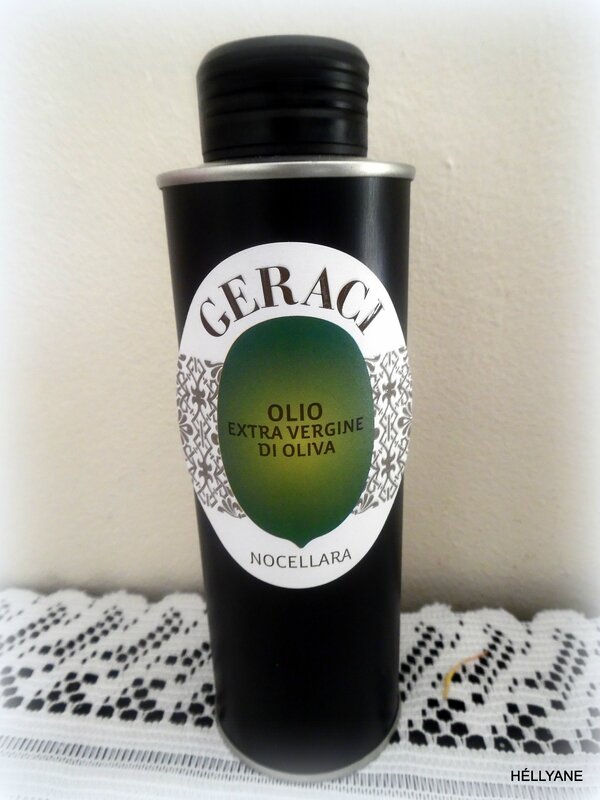 GERACI
OLIO
EXTRA VERGINE
DI OLIVA
NOCELLARA
HÉLLYANE